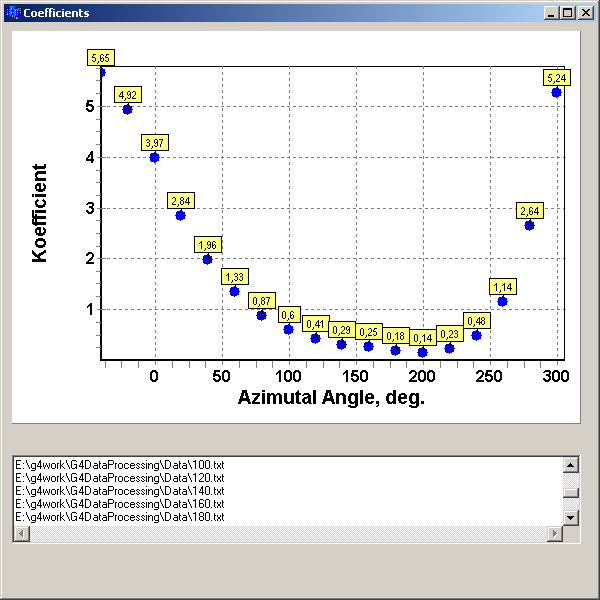 Coefficients
5,65
4,92
3,97
2,84
1,96
1,33
0,87
0,6
0,41
0,29
0,25
0,18
0,14
0,23
0,48
1,14
2,64
5,24
5
4
3
2
1
Koefficient
0 50 100 150 200 250 300
Azimutal Angle, deg.
E:\g4work\G4DataProcessing\Data\100.txt
E:\g4work\G4DataProcessing\Data\120.txt
E:\g4work\G4DataProcessing\Data\140.txt
E:\g4work\G4DataProcessing\Data\160.txt
E:\g4work\G4DataProcessing\Data\180.txt